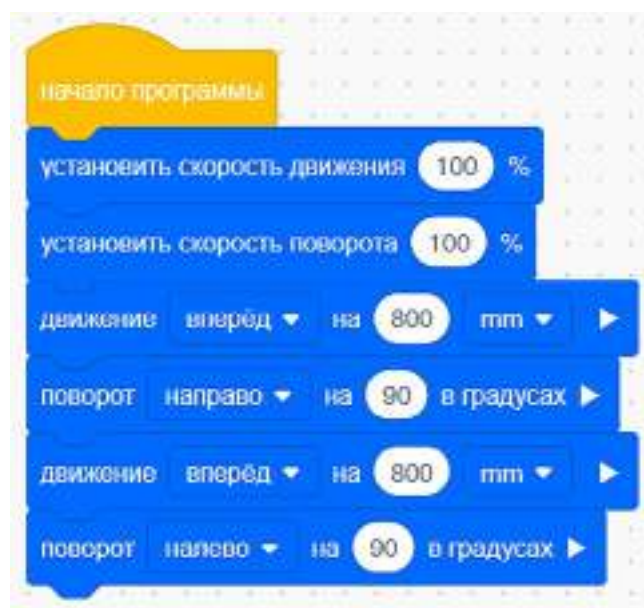 начало программы
установить скорость движения 100 %
установить скорость поворота 100 %
движение вперёд на 800 mm
поворот направо на 90 в градусах
движение вперёд на 800 mm
поворот налево на 90 в градусах